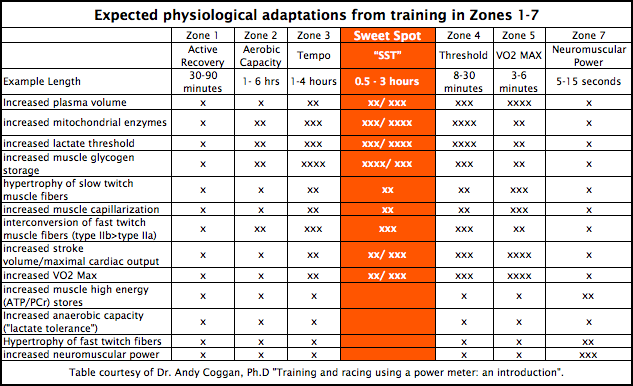 Expected physiological adaptations from training in Zones 1-7
Zone 1 Zone 2 Zone 3 Sweet Spot Zone 4 Zone 5 Zone 7
Active Recovery Aerobic Capacity Tempo "SST" Threshold VO2 MAX Neuromuscular Power
Example Length 30-90 minutes 1- 6 hrs 1-4 hours 0.5 - 3 hours 8-30 minutes 3-6 minutes 5-15 seconds
Increased plasma volume x x xx xx/ xxx xxx xxxx x
increased mitochondrial enzymes x xx xxx xxx/ xxxx xxxx xx x
increased lactate threshold x xx xxx xxx/ xxxx xxxx xx x
increased muscle glycogen storage x xx xxxx xxxx/ xxx xxx xx x
hypertrophy of slow twitch muscle fibers x x xx xx xx xxx x
increased muscle capillarization x x xx xx xx xxx x
interconversion of fast twitch muscle fibers (type IIb>type IIa) x xx xxx xxx xxx xx x
increased stroke volume/maximal cardiac output x x xx xx/ xxx xxx xxxx x
increased VO2 Max x x xx xx/ xxx xxx xxxx x
increased muscle high energy (ATP/PCr) stores x x x x x xx
Increased anaerobic capacity ("lactate tolerance") x x x x x x
Hypertrophy of fast twitch fibers x x x x x xx
increased neuromuscular power x x x x x xxx
Table courtesy of Dr. Andy Coggan, Ph.D "Training and racing using a power meter: an introduction".